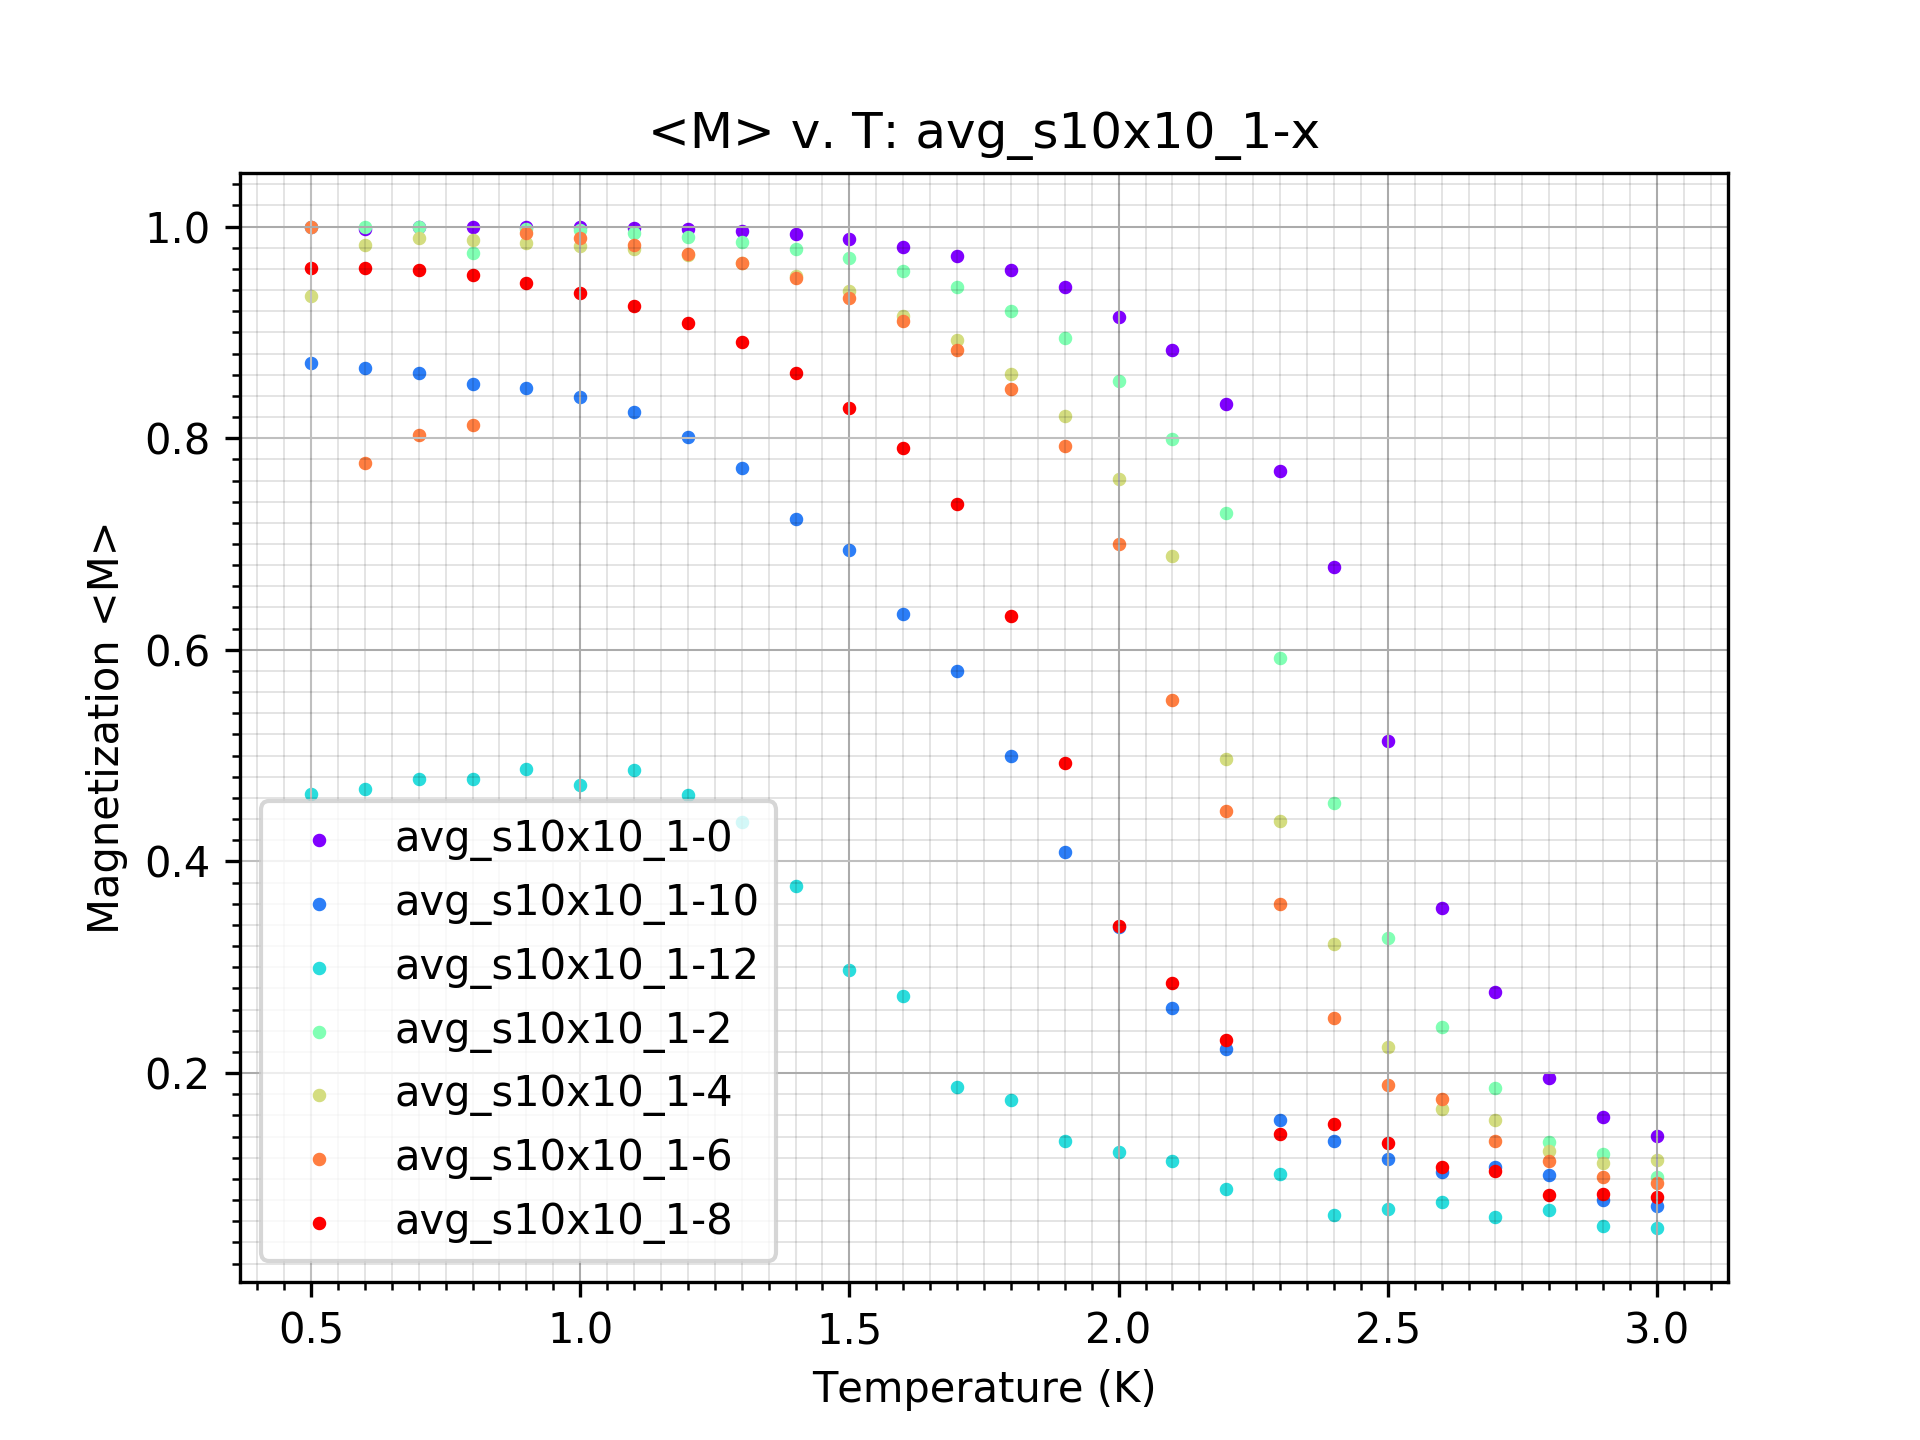 <M> v. T: avg_s10x10_1-x
Magnetization <M>
1.0
0.8
0.6
0.4
0.2
avg_s10x10_1-0
avg_s10x10_1-10
avg_s10x10_1-12
avg_s10x10_1-2
avg_s10x10_1-4
avg_s10x10_1-6
avg_s10x10_1-8
0.5 1.0 1.5 2.0 2.5 3.0
Temperature (K)